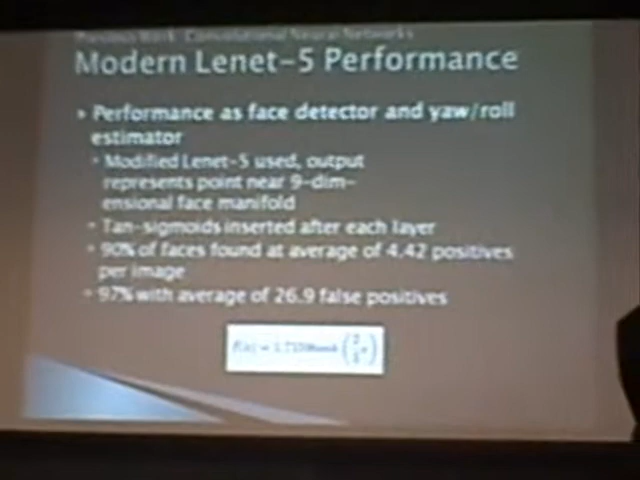 Previous Work: Convolutional Neural Networks
Modern Lenet-5 Performance
Performance as face detector and yaw/roll
estimator
Modified Lenet-5 used, output
represents point near 9-dim-
ensional face manifold
Tan-sigmoids inserted after each layer
90% of faces found at average of 4.42 positives
per image
97% with average of 26.9 false positives